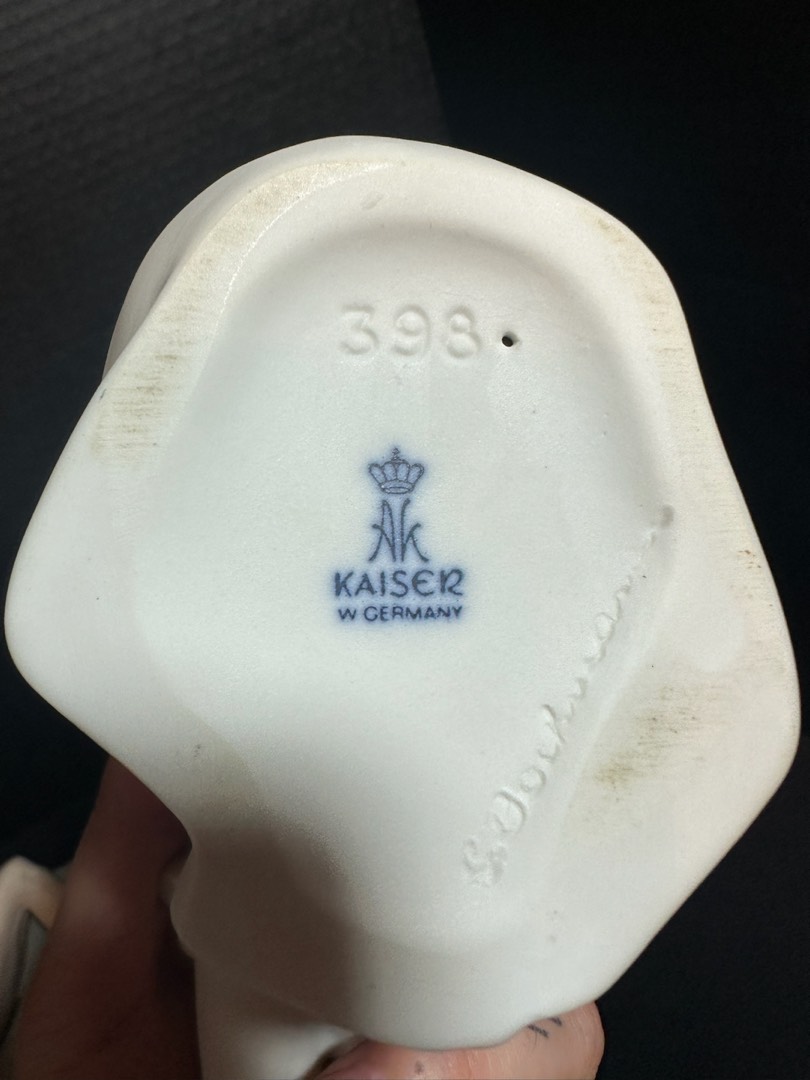 398.
AK
KAISER
W GERMANY